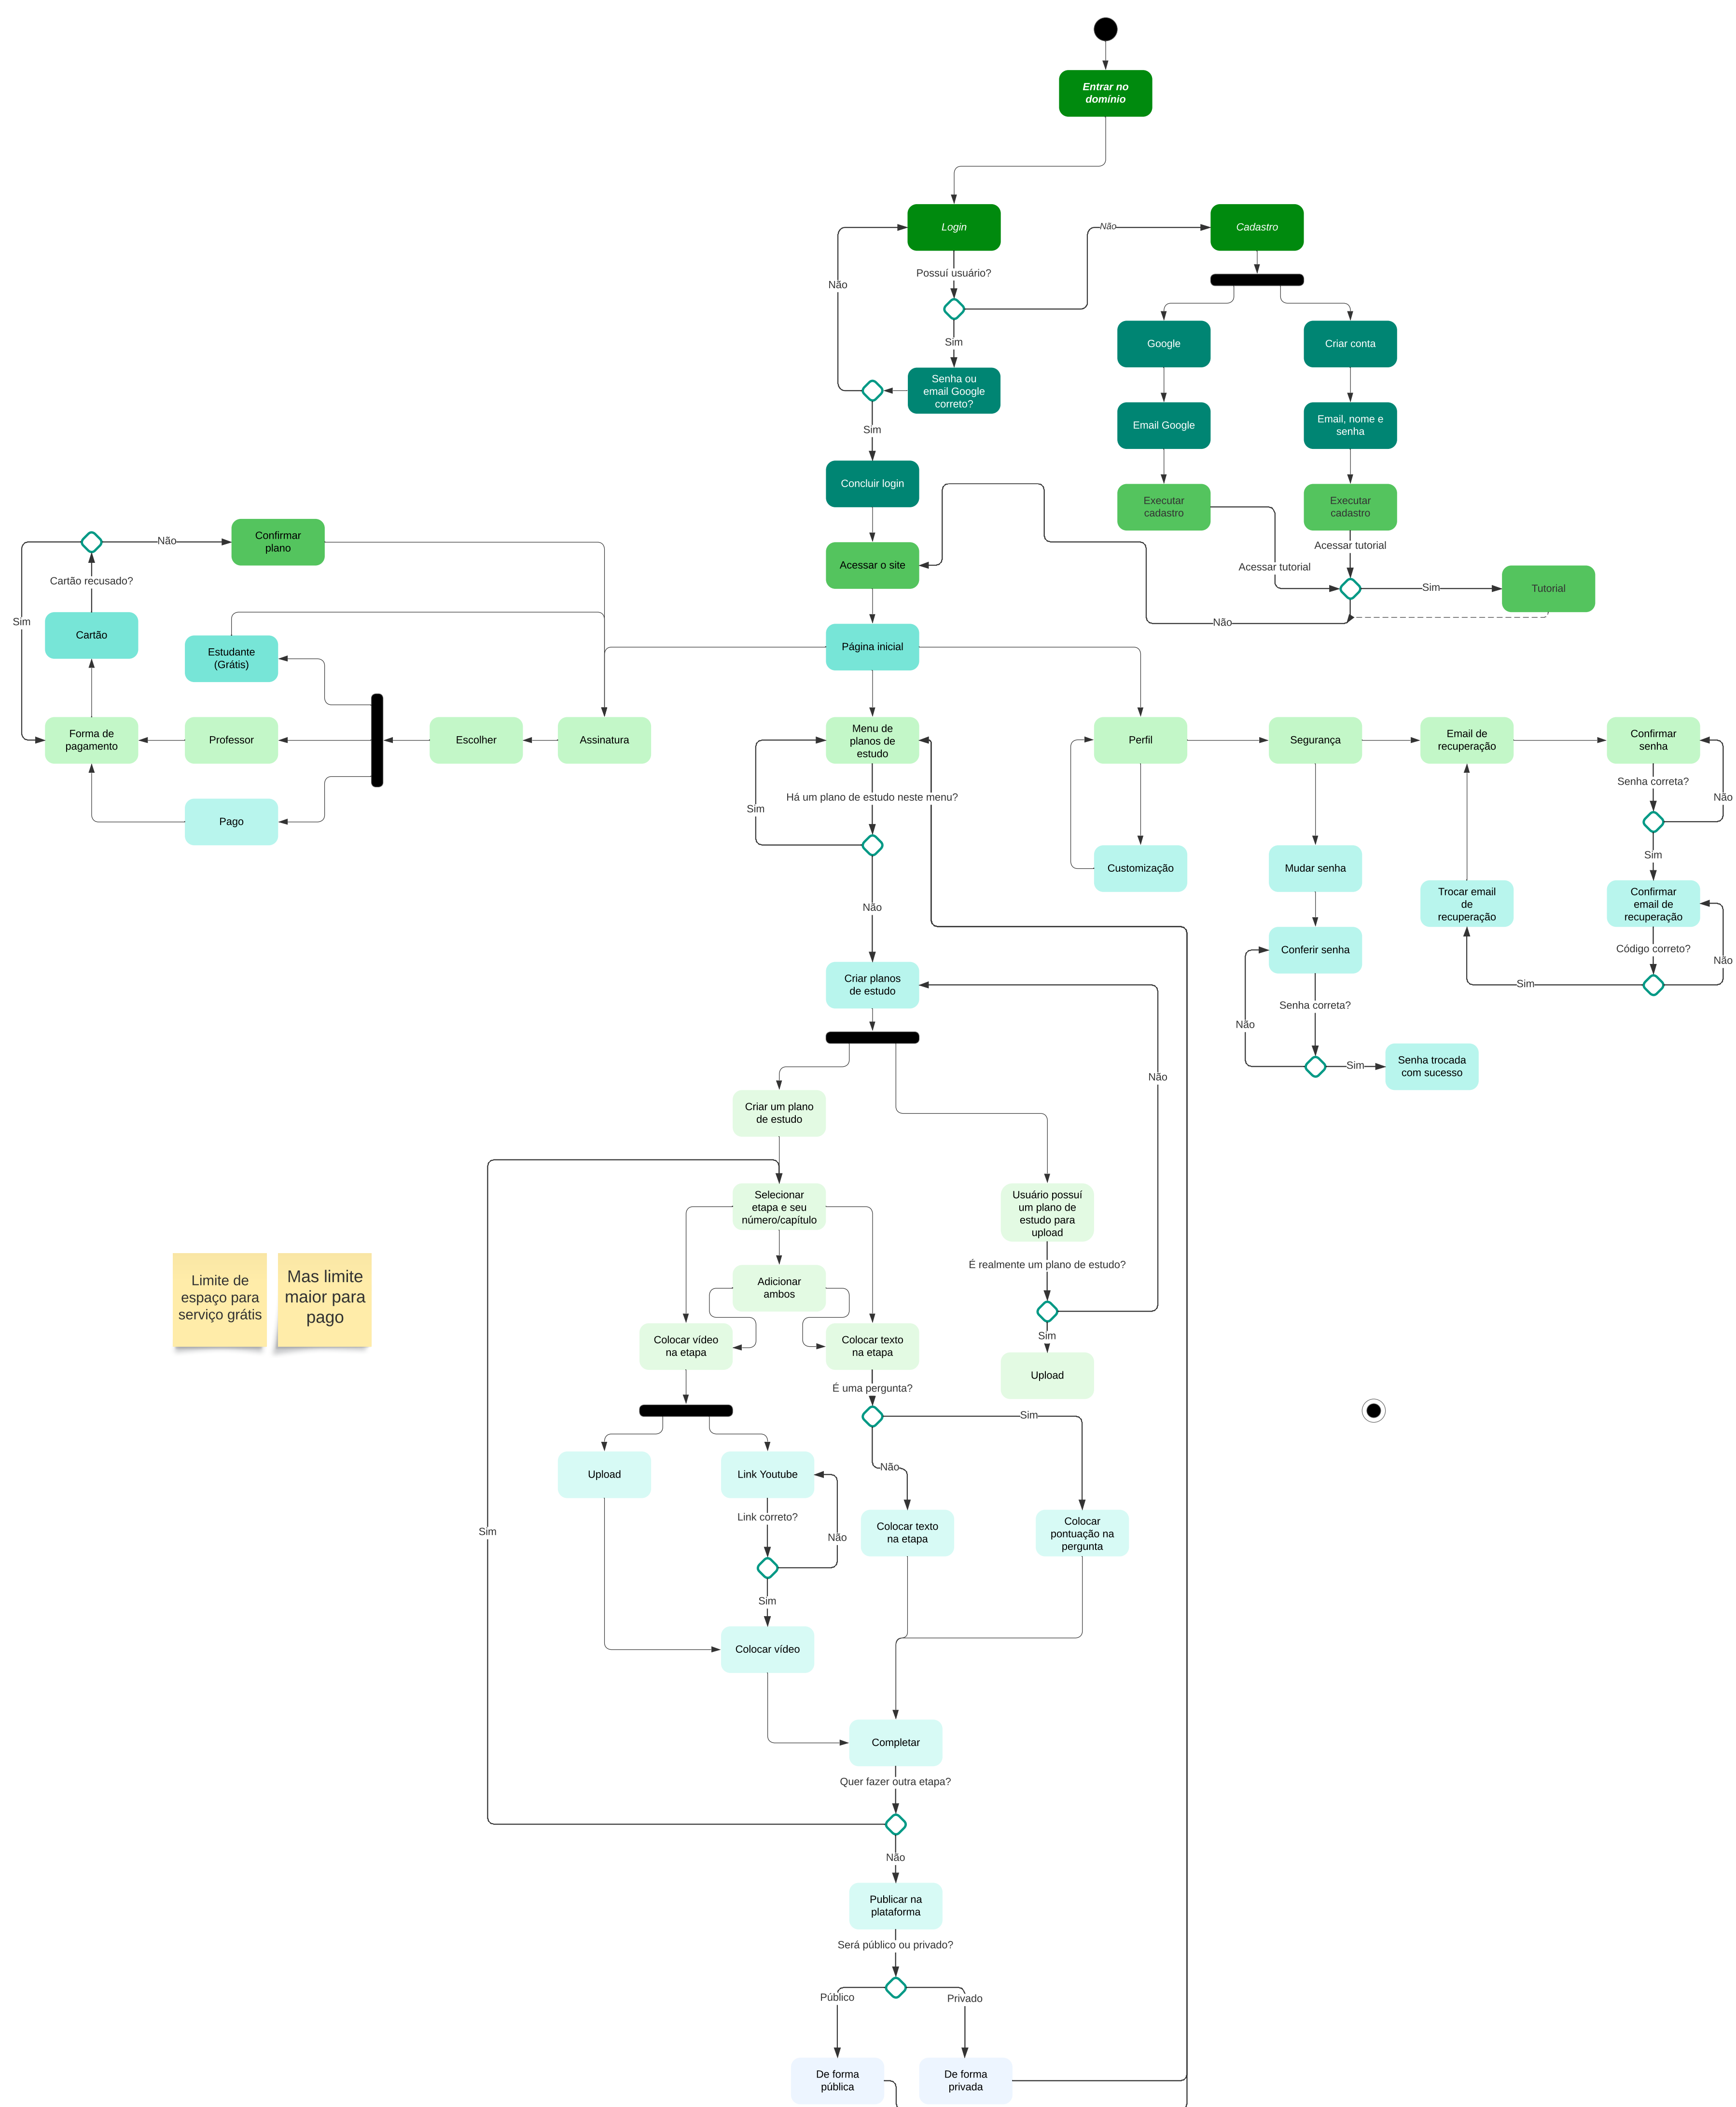 Entrar no
domínio
Login
Não
Cadastro
Possuí usuário?
Não
Sim
Google
Criar conta
Senha ou
email Google
correto?
Sim
Email Google
Email, nome e
senha
Concluir login
Executar
cadastro
Executar
cadastro
Confirmar
plano
Não
Acessar tutorial
Acessar o site
Acessar tutorial
Cartão recusado?
Sim
Tutorial
Sim
Não
Cartão
Estudante
(Grátis)
Página inicial
Forma de
pagamento
Professor
Escolher
Assinatura
Menu de
planos de
estudo
Perfil
Segurança
Email de
recuperação
Confirmar
senha
Senha correta?
Não
Sim
Há um plano de estudo neste menu?
Pago
Sim
Customização
Mudar senha
Trocar email
de
recuperação
Confirmar
email de
recuperação
Não
Conferir senha
Código correto?
Não
Sim
Criar planos
de estudo
Senha correta?
Não
Sim
Senha trocada
com sucesso
Não
Criar um plano
de estudo
Selecionar
etapa e seu
número/capítulo
Usuário possuí
um plano de
estudo para
upload
É realmente um plano de estudo?
Limite de
espaço para
serviço grátis
Mas limite
maior para
pago
Adicionar
ambos
Colocar vídeo
na etapa
Colocar texto
na etapa
Sim
Upload
É uma pergunta?
Sim
Não
Upload
Link Youtube
Link correto?
Não
Sim
Colocar texto
na etapa
Colocar
pontuação na
pergunta
Sim
Colocar vídeo
Completar
Quer fazer outra etapa?
Não
Publicar na
plataforma
Será público ou privado?
Público
Privado
De forma
pública
De forma
privada